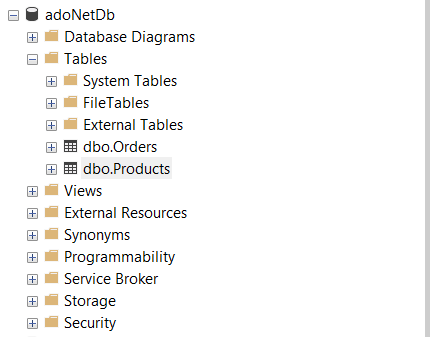 adoNetDb
Database Diagrams
Tables
System Tables
FileTables
External Tables
dbo.Orders
dbo.Products
Views
External Resources
Synonyms
Programmability
Service Broker
Storage
Security